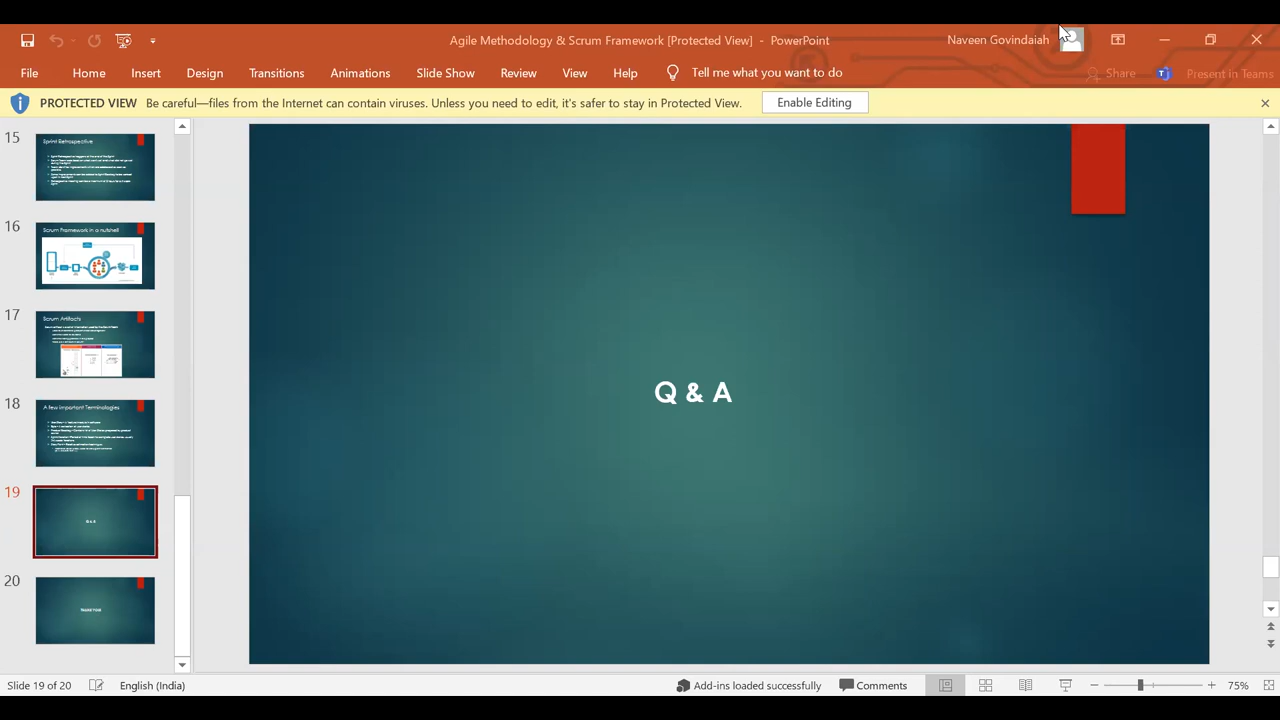 Agile Methodology & Scrum Framework [Protected View] - PowerPoint
Naveen Govindaiah
File Home Insert Design Transitions Animations Slide Show Review View Help Tell me what you want to do Share Present in Teams
PROTECTED VIEW Be careful—files from the Internet can contain viruses. Unless you need to edit, it's safer to stay in Protected View. Enable Editing
15
Sprint Retrospective
16
Scrum Framework in a nutshell
17
Scrum Artifacts
18
A few Important Terminologies
19
Q & A
20
Q & A
Slide 19 of 20 English (India) Add-ins loaded successfully Comments 75%